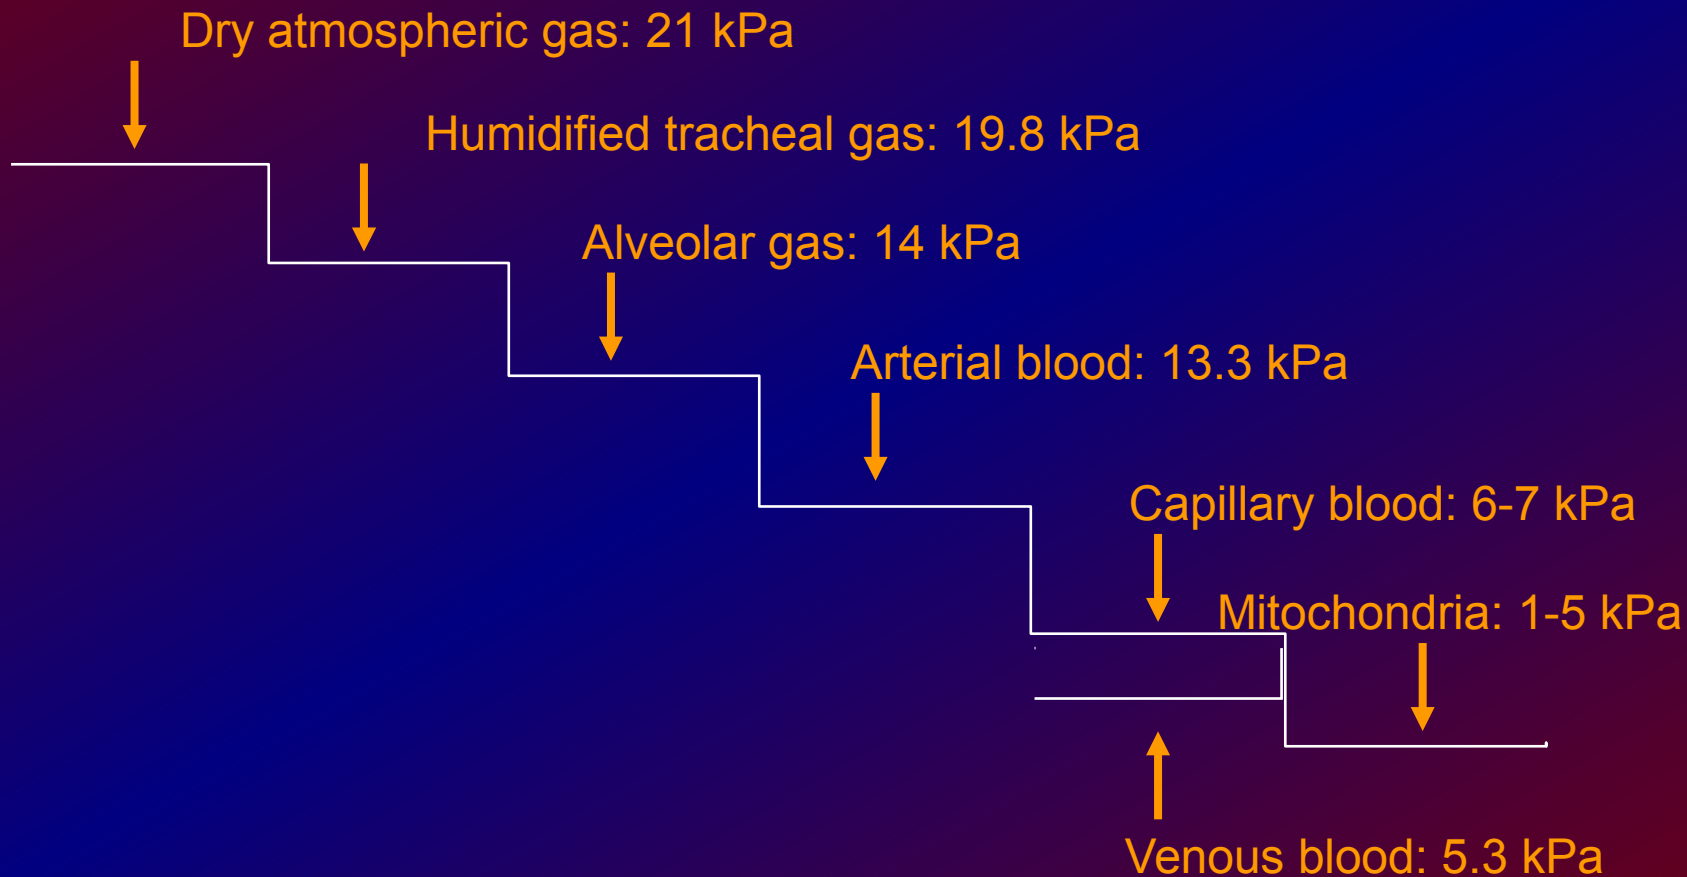 Dry atmospheric gas: 21 kPa
Humidified tracheal gas: 19.8 kPa
Alveolar gas: 14 kPa
Arterial blood: 13.3 kPa
Capillary blood: 6-7 kPa
Mitochondria: 1-5 kPa
Venous blood: 5.3 kPa